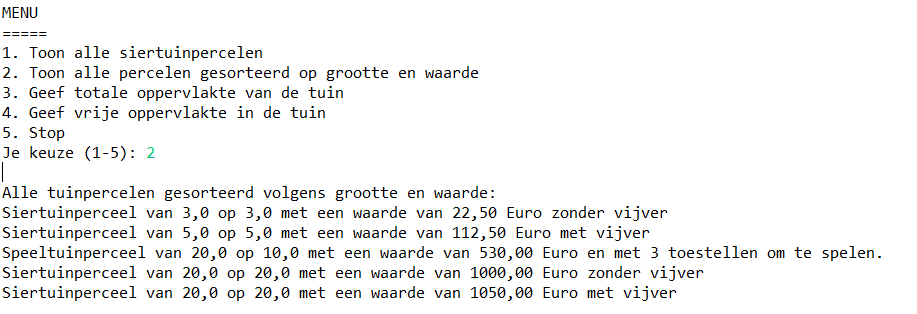 MENU
=====
1. Toon alle siertuinpercelen
2. Toon alle percelen gesorteerd op grootte en waarde
3. Geef totale oppervlakte van de tuin
4. Geef vrije oppervlakte in de tuin
5. Stop
Je keuze (1-5): 2
Alle tuinpercelen gesorteerd volgens grootte en waarde:
Siertuinperceel van 3,0 op 3,0 met een waarde van 22,50 Euro zonder vijver
Siertuinperceel van 5,0 op 5,0 met een waarde van 112,50 Euro met vijver
Speeltuinperceel van 20,0 op 10,0 met een waarde van 530,00 Euro en met 3 toestellen om te spelen.
Siertuinperceel van 20,0 op 20,0 met een waarde van 1000,00 Euro zonder vijver
Siertuinperceel van 20,0 op 20,0 met een waarde van 1050,00 Euro met vijver